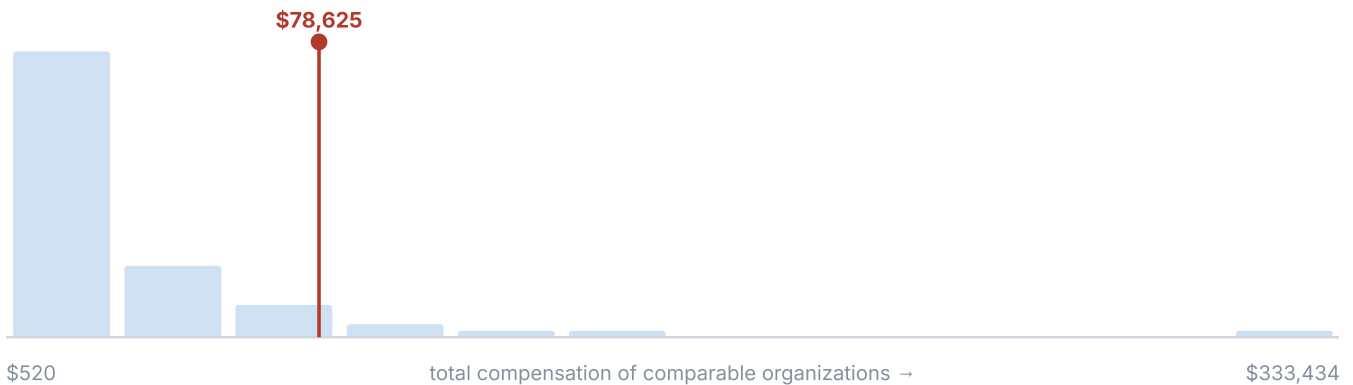 $78,625
$520 total compensation of comparable organizations → $333,434